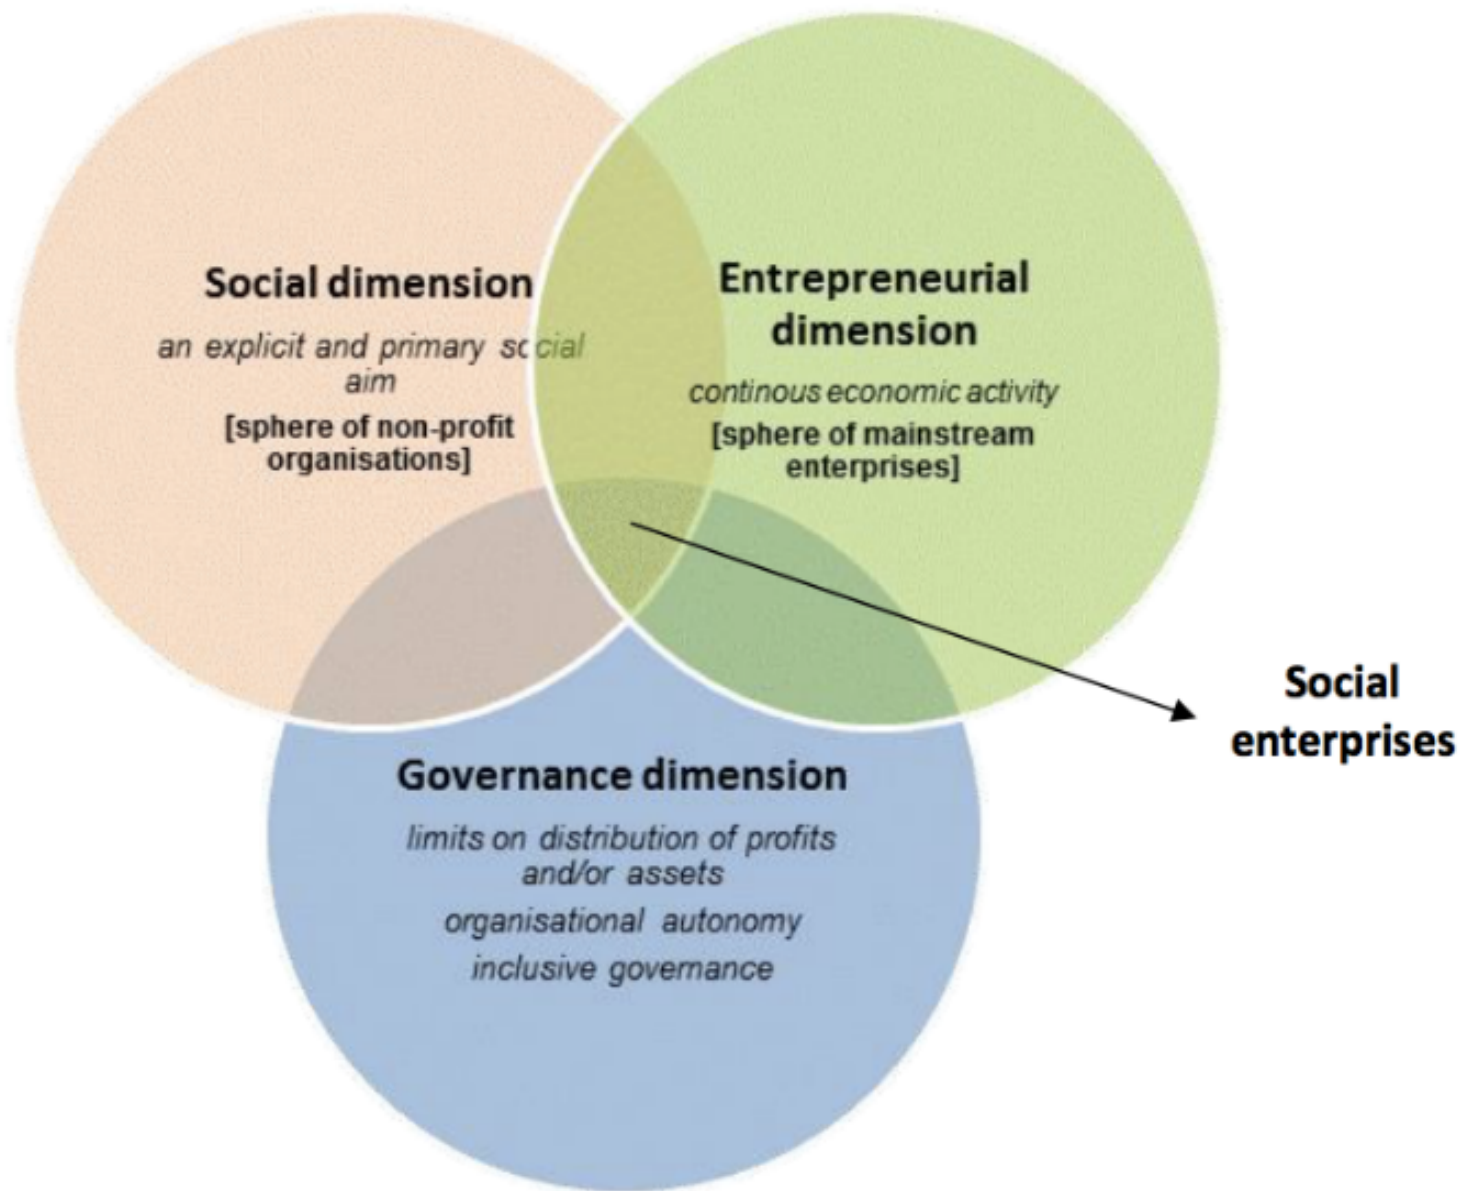 Social dimension
an explicit and primary social
aim
[sphere of non-profit
organisations]
Entrepreneurial
dimension
continous economic activity
[sphere of mainstream
enterprises]
Social
enterprises
Governance dimension
limits on distribution of profits
and/or assets
organisational autonomy
inclusive governance